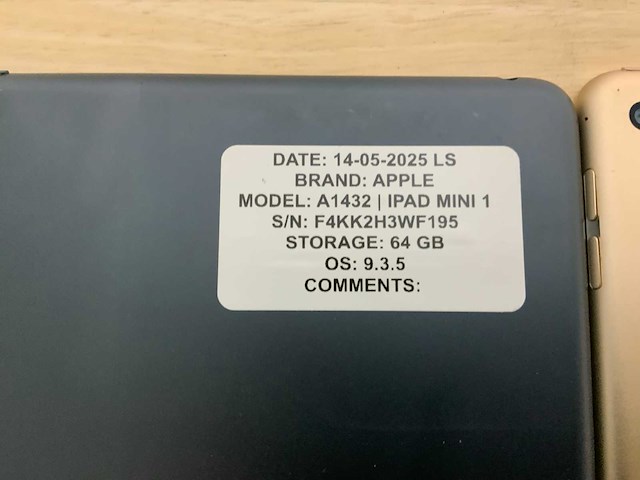 DATE: 14-05-2025 LS
BRAND: APPLE
MODEL: A1432 | IPAD MINI 1
S/N: F4KK2H3WF195
STORAGE: 64 GB
OS: 9.3.5
COMMENTS: